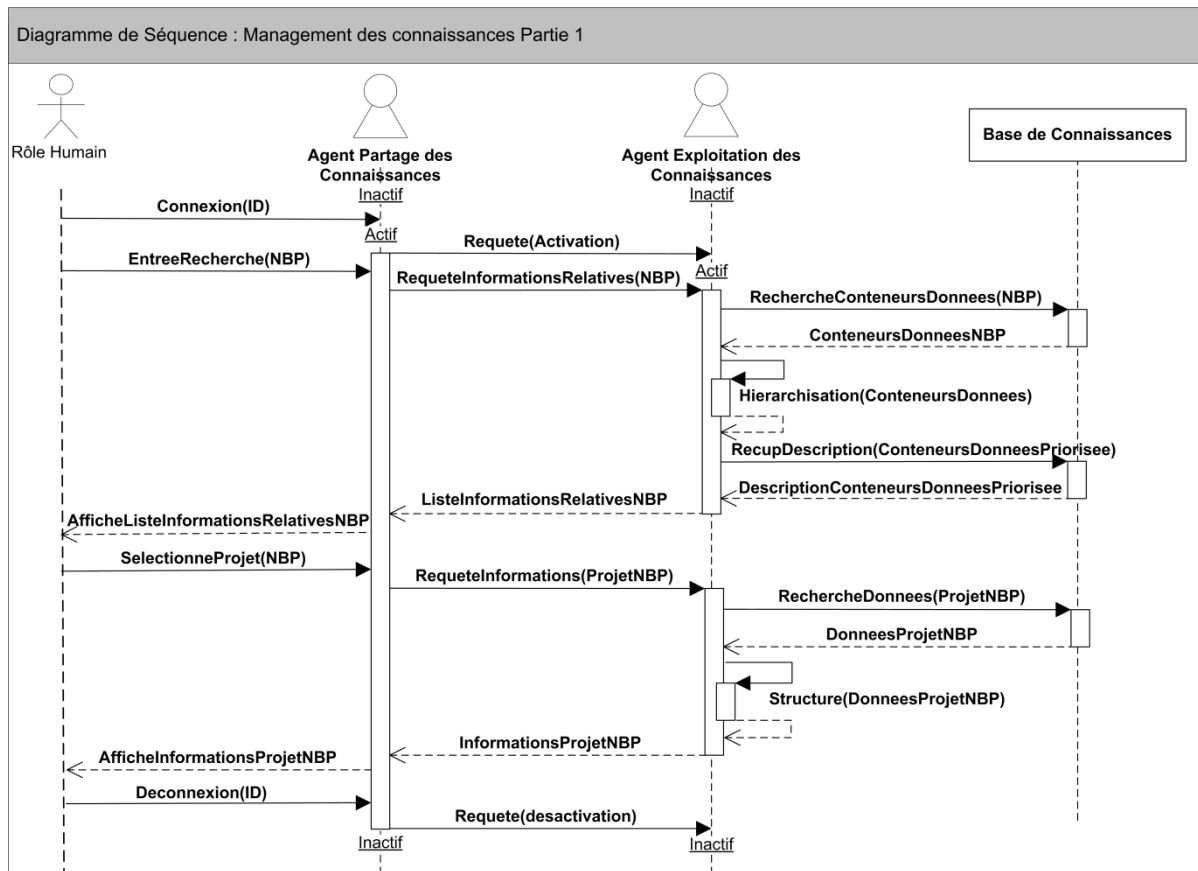 Diagramme de Séquence : Management des connaissances Partie 1
Rôle Humain
Agent Partage des
Connaissances
Inactif
Agent Exploitation des
Connaissances
Inactif
Base de Connaissances
Connexion(ID)
Actif
Requete(Activation)
EntreeRecherche(NBP)
Actif
RequeteInformationsRelatives(NBP)
RechercheConteneursDonnees(NBP)
ConteneursDonneesNBP
Hierarchisation(ConteneursDonnees)
RecupDescription(ConteneursDonneesPriorisee)
DescriptionConteneursDonneesPriorisee
ListeInformationsRelativesNBP
AfficheListeInformationsRelativesNBP
SelectionneProjet(NBP)
RequeteInformations(ProjetNBP)
RechercheDonnees(ProjetNBP)
DonneesProjetNBP
Structure(DonneesProjetNBP)
InformationsProjetNBP
AfficheInformationsProjetNBP
Deconnexion(ID)
Requete(desactivation)
Inactif
Inactif